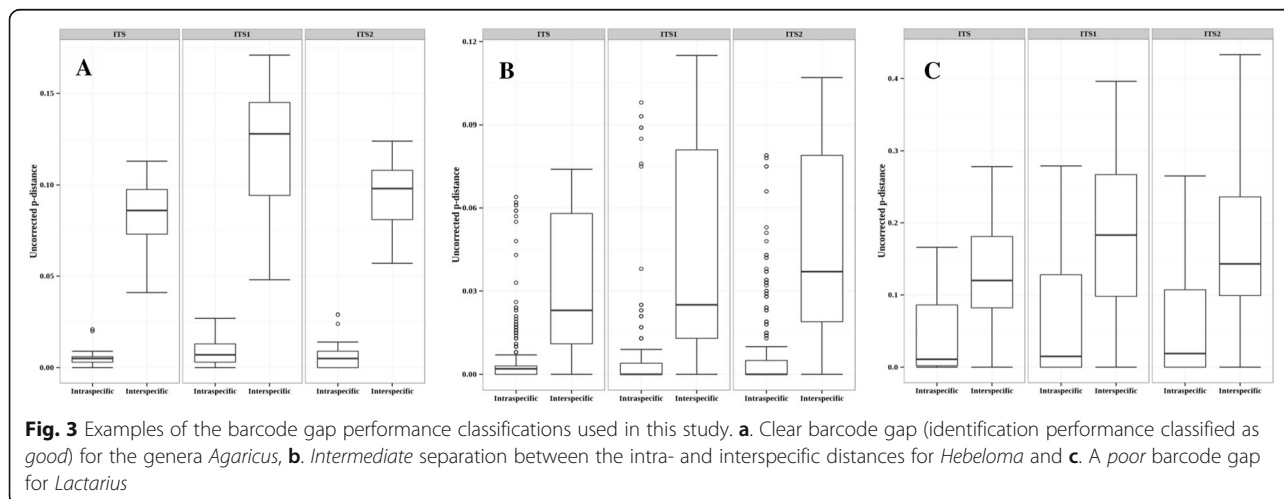 ITS ITS1 ITS2
A
Uncorrected p-distance
0.15
0.10
0.05
0.00
Intraspecific Interspecific Intraspecific Interspecific Intraspecific Interspecific
ITS ITS1 ITS2
B
Uncorrected p-distance
0.12
0.09
0.06
0.03
0.00
Intraspecific Interspecific Intraspecific Interspecific Intraspecific Interspecific
ITS ITS1 ITS2
C
Uncorrected p-distance
0.4
0.3
0.2
0.1
0.0
Intraspecific Interspecific Intraspecific Interspecific Intraspecific Interspecific
Fig. 3 Examples of the barcode gap performance classifications used in this study. a. Clear barcode gap (identification performance classified as
good) for the genera Agaricus, b. Intermediate separation between the intra- and interspecific distances for Hebeloma and c. A poor barcode gap
for Lactarius